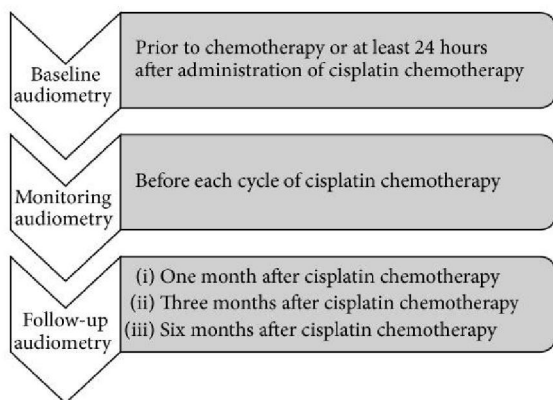 Baseline
audiometry
Prior to chemotherapy or at least 24 hours
after administration of cisplatin chemotherapy
Monitoring
audiometry
Before each cycle of cisplatin chemotherapy
Follow-up
audiometry
(i) One month after cisplatin chemotherapy
(ii) Three months after cisplatin chemotherapy
(iii) Six months after cisplatin chemotherapy